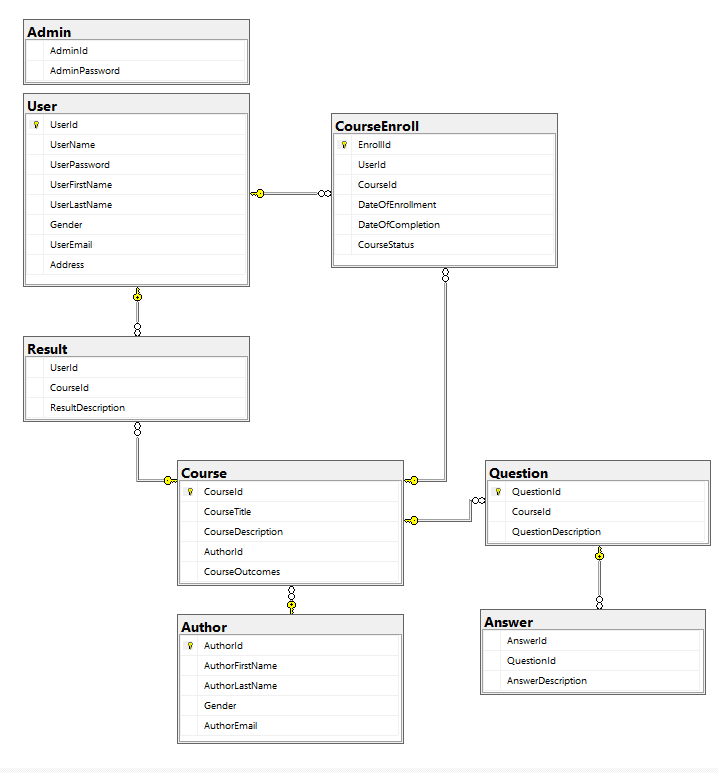 Admin
AdminId
AdminPassword
User
UserId
UserName
UserPassword
UserFirstName
UserLastName
Gender
UserEmail
Address
CourseEnroll
EnrollId
UserId
CourseId
DateOfEnrollment
DateOfCompletion
CourseStatus
Result
UserId
CourseId
ResultDescription
Course
CourseId
CourseTitle
CourseDescription
AuthorId
CourseOutcomes
Question
QuestionId
CourseId
QuestionDescription
Author
AuthorId
AuthorFirstName
AuthorLastName
Gender
AuthorEmail
Answer
AnswerId
QuestionId
AnswerDescription